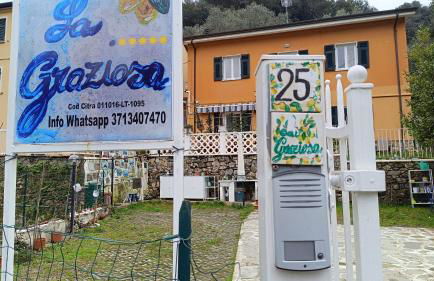 La
Graziosa
Cod Citra 011016-LT-1095
Info Whatsapp 3713407470
25
La
Graziosa